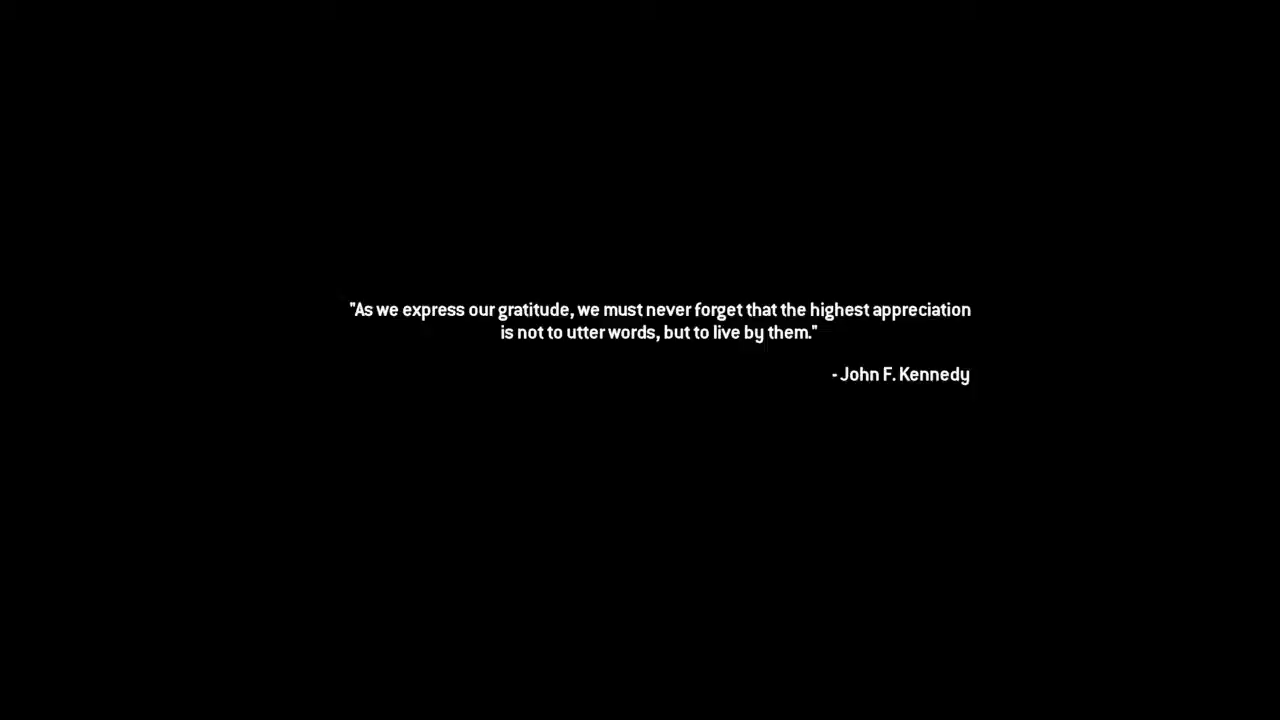 "As we express our gratitude, we must never forget that the highest appreciation
is not to utter words, but to live by them."
- John F. Kennedy